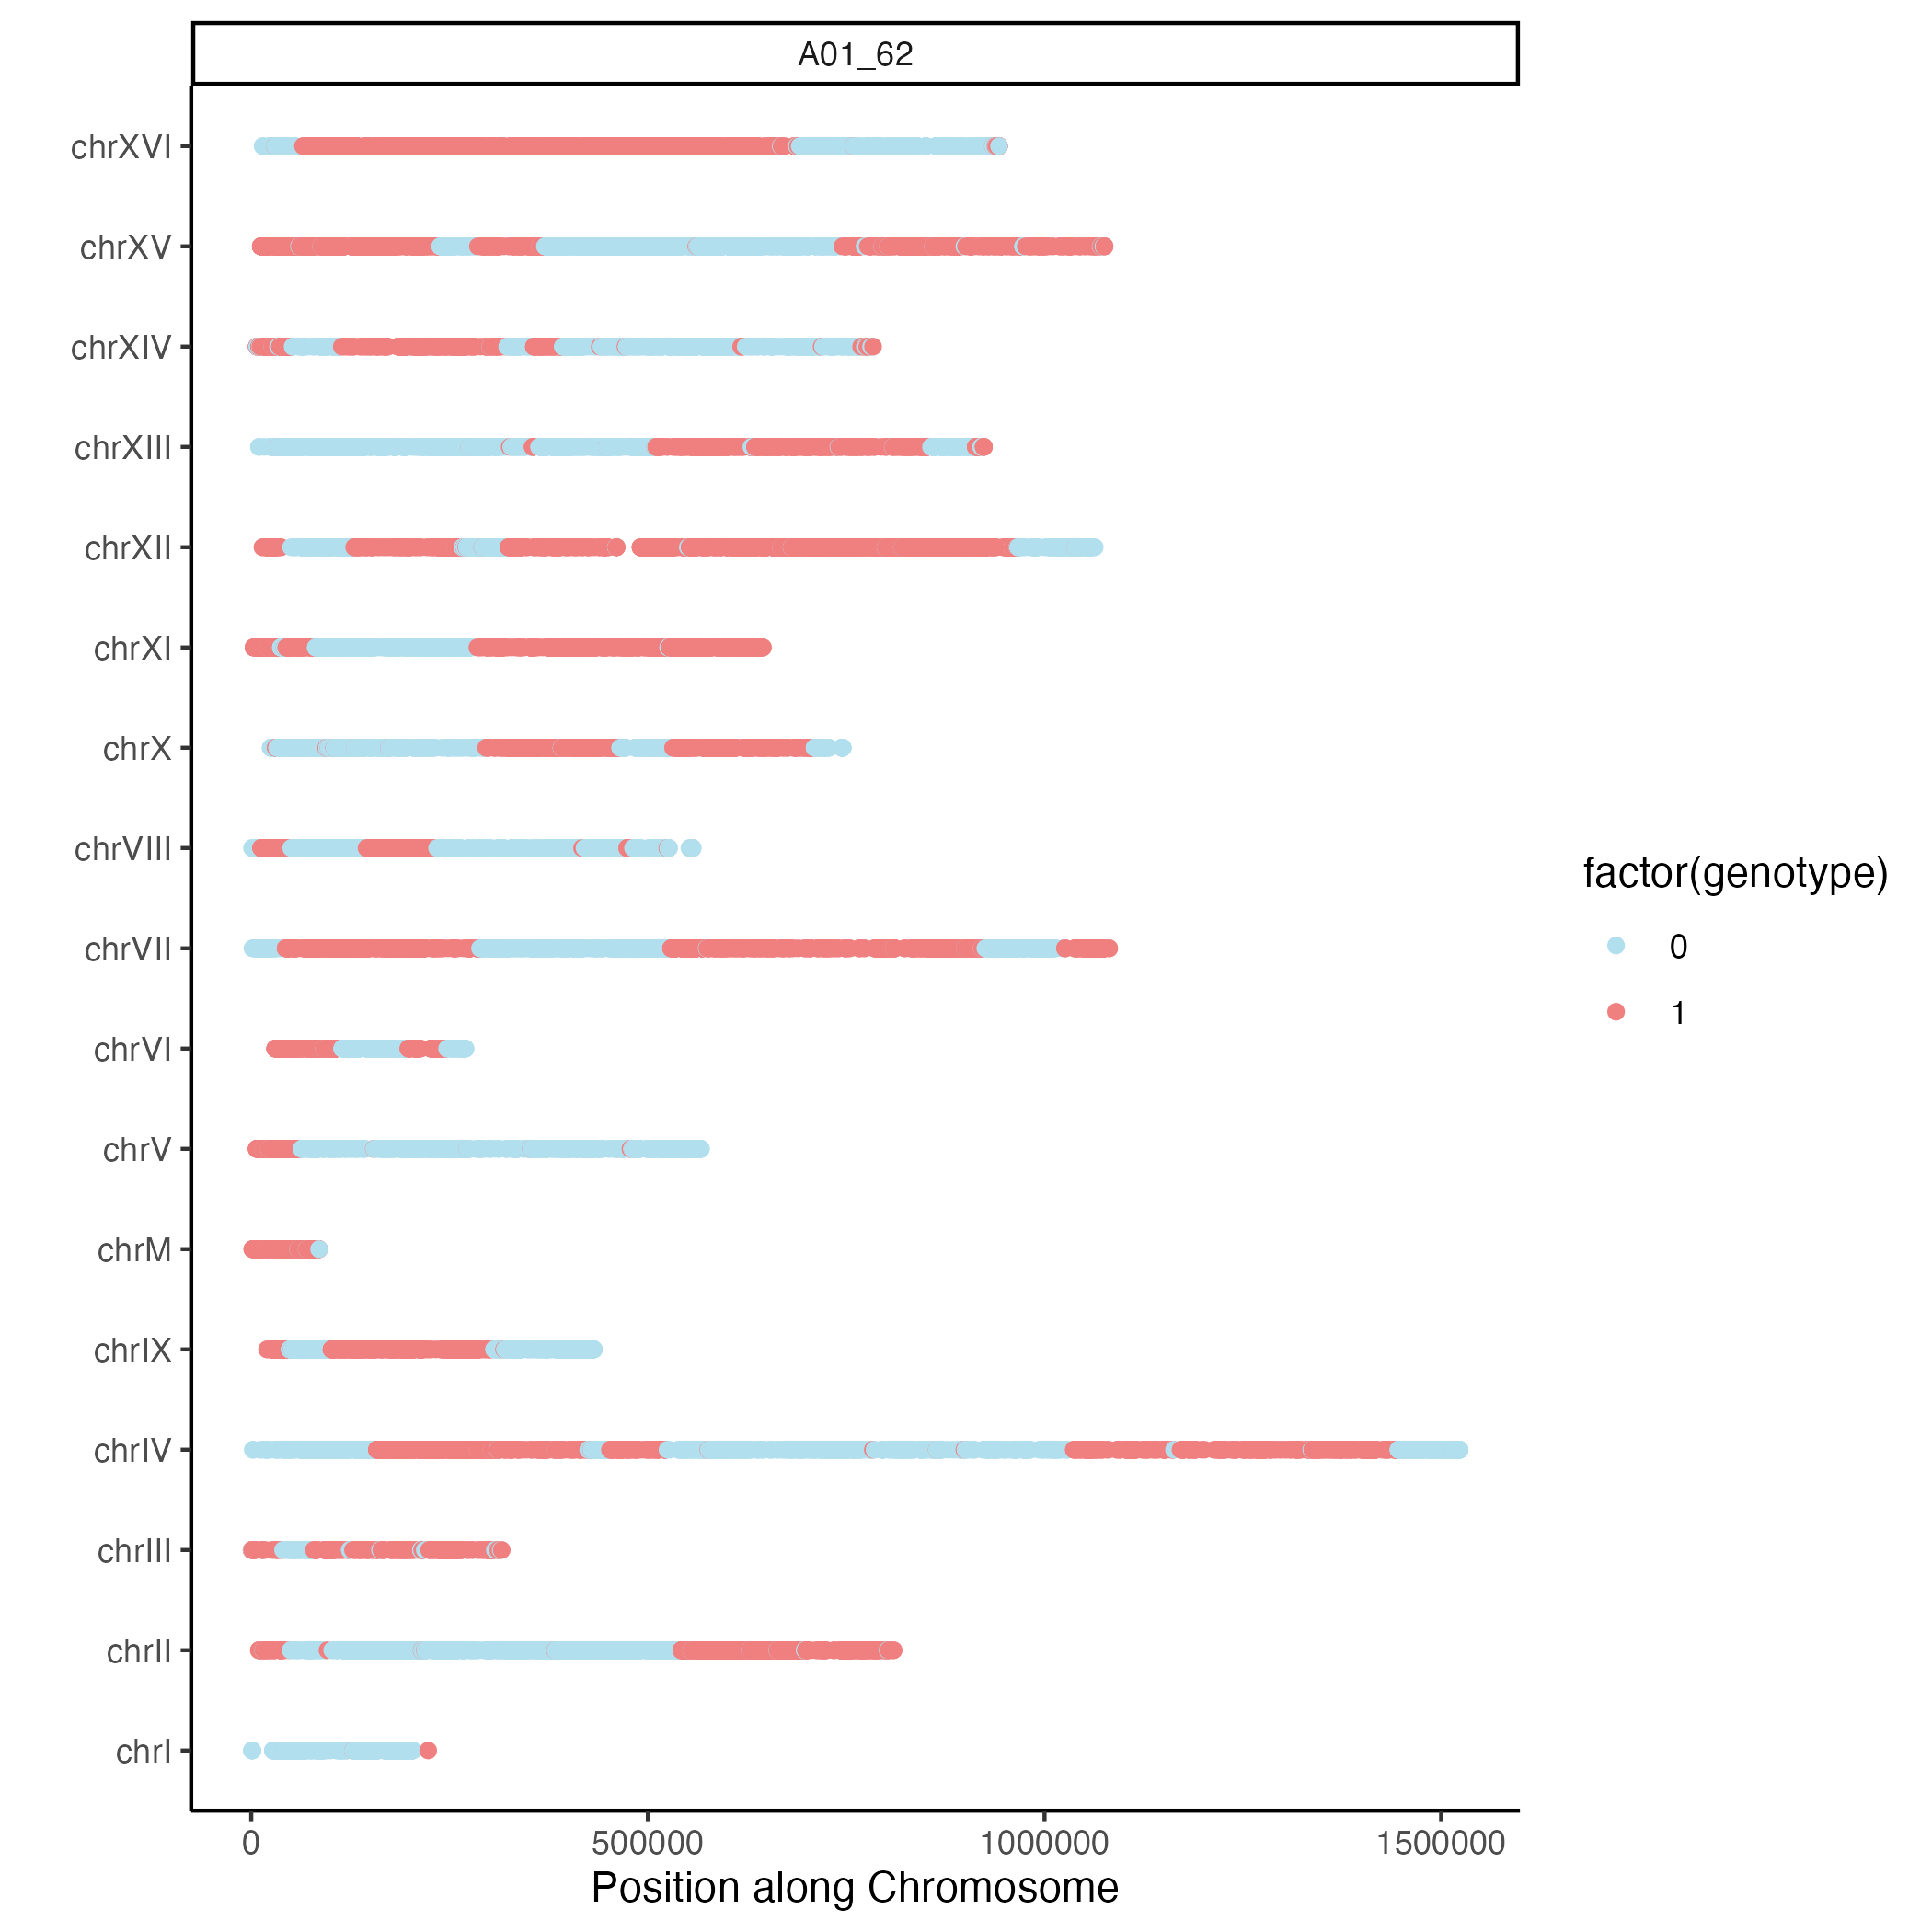 A01_62
chrXVI
chrXV
chrXIV
chrXIII
chrXII
chrXI
chrX
chrVIII
chrVII
chrVI
chrV
chrM
chrIX
chrIV
chrIII
chrII
chrI
0 500000 1000000 1500000
Position along Chromosome
factor(genotype)
0
1